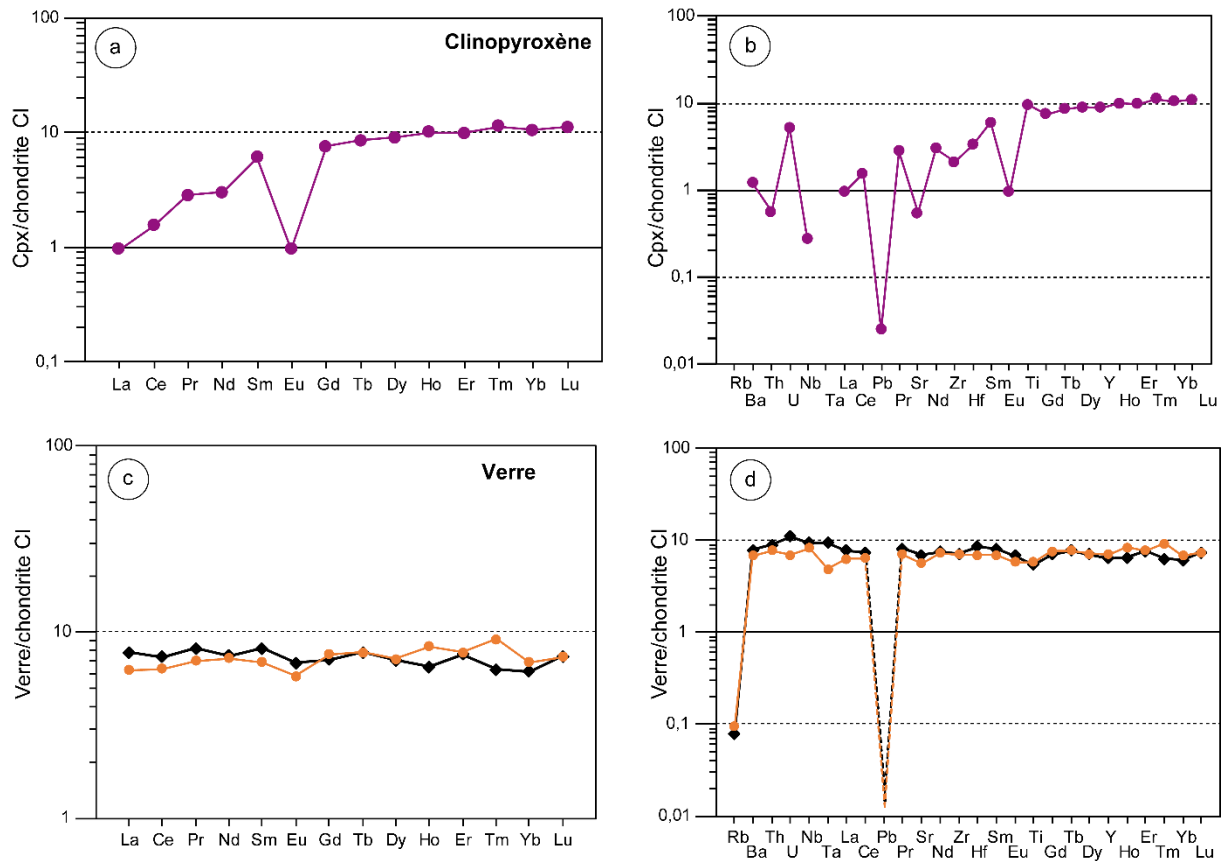 a
Clinopyroxène
Cpx/chondrite CI
100
10
1
0,1
La Ce Pr Nd Sm Eu Gd Tb Dy Ho Er Tm Yb Lu
b
Cpx/chondrite CI
100
10
1
0,1
0,01
Rb Th Nb La Pb Sr Zr Sm Ti Tb Y Er Yb
Ba U Ta Ce Pr Nd Hf Eu Gd Dy Ho Tm Lu
c
Verre
Verre/chondrite CI
100
10
1
La Ce Pr Nd Sm Eu Gd Tb Dy Ho Er Tm Yb Lu
d
Verre/chondrite CI
100
10
1
0,1
0,01
Rb Th Nb La Pb Sr Zr Sm Ti Tb Y Er Yb
Ba U Ta Ce Pr Nd Hf Eu Gd Dy Ho Tm Lu